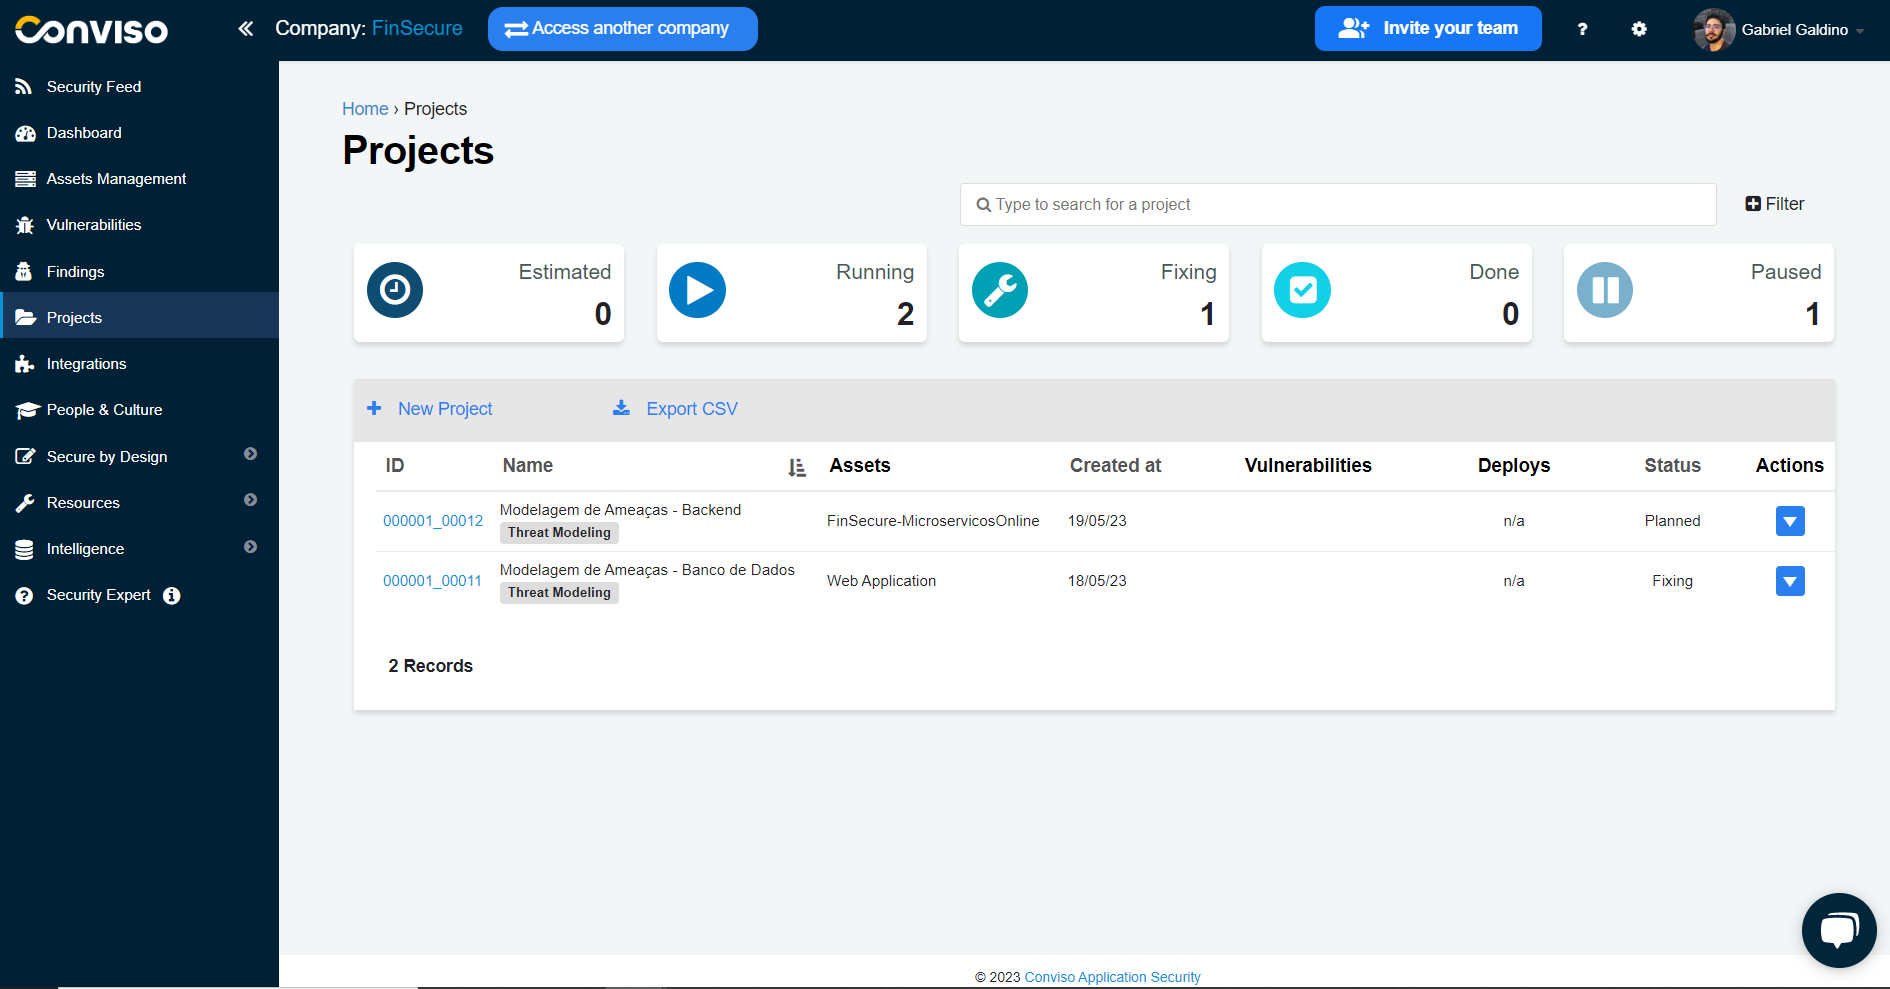 Conviso
Company: FinSecure
Access another company
Invite your team
?
Gabriel Galdino
Security Feed
Dashboard
Assets Management
Vulnerabilities
Findings
Projects
Integrations
People & Culture
Secure by Design
Resources
Intelligence
Security Expert
Home › Projects
Projects
Type to search for a project
Filter
Estimated
0
Running
2
Fixing
1
Done
0
Paused
1
New Project
Export CSV
ID Name Assets Created at Vulnerabilities Deploys Status Actions
000001_00012 Modelagem de Ameaças - Backend FinSecure-MicroservicosOnline 19/05/23 n/a Planned
Threat Modeling
000001_00011 Modelagem de Ameaças - Banco de Dados Web Application 18/05/23 n/a Fixing
Threat Modeling
2 Records
© 2023 Conviso Application Security